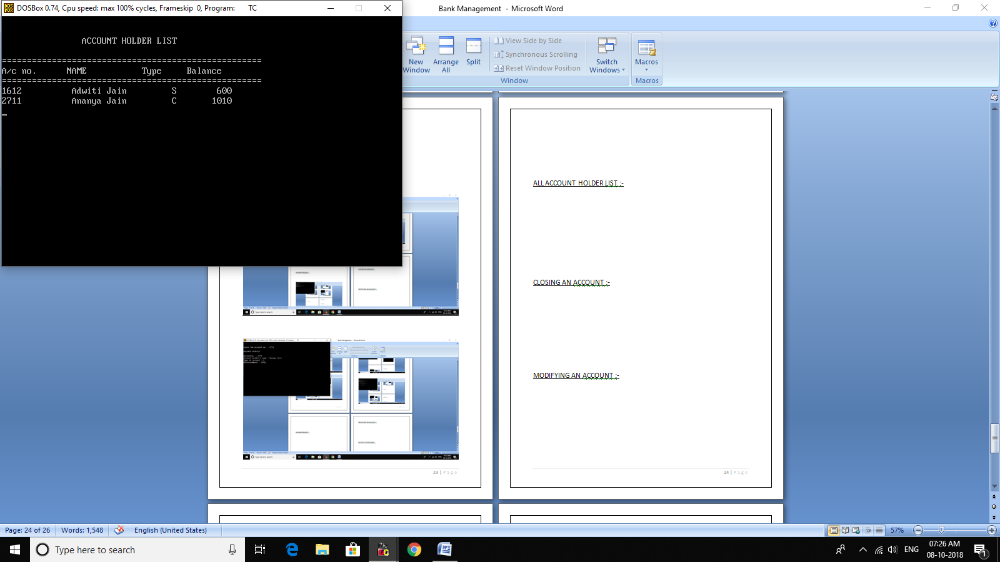 DOSBox 0.74, Cpu speed: max 100% cycles, Frameskip 0, Program: TC
Bank Management - Microsoft Word
ACCOUNT HOLDER LIST
====================================================
A/c no. NAME Type Balance
====================================================
1612 Adwiti Jain S 600
2711 Ananya Jain C 1010
New Window
Arrange All
Split
View Side by Side
Synchronous Scrolling
Reset Window Position
Switch Windows
Macros
Window
Macros
23 | Page
ALL ACCOUNT HOLDER LIST :-
CLOSING AN ACCOUNT :-
MODIFYING AN ACCOUNT :-
24 | Page
Page: 24 of 26
Words: 1,548
English (United States)
57%
Type here to search
ENG
07:26 AM
08-10-2018
1